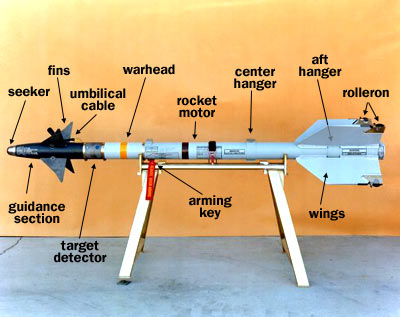 fins
umbilical
cable
warhead
aft
hanger
center
hanger
rolleron
seeker
rocket
motor
guidance
section
target
detector
arming
key
wings